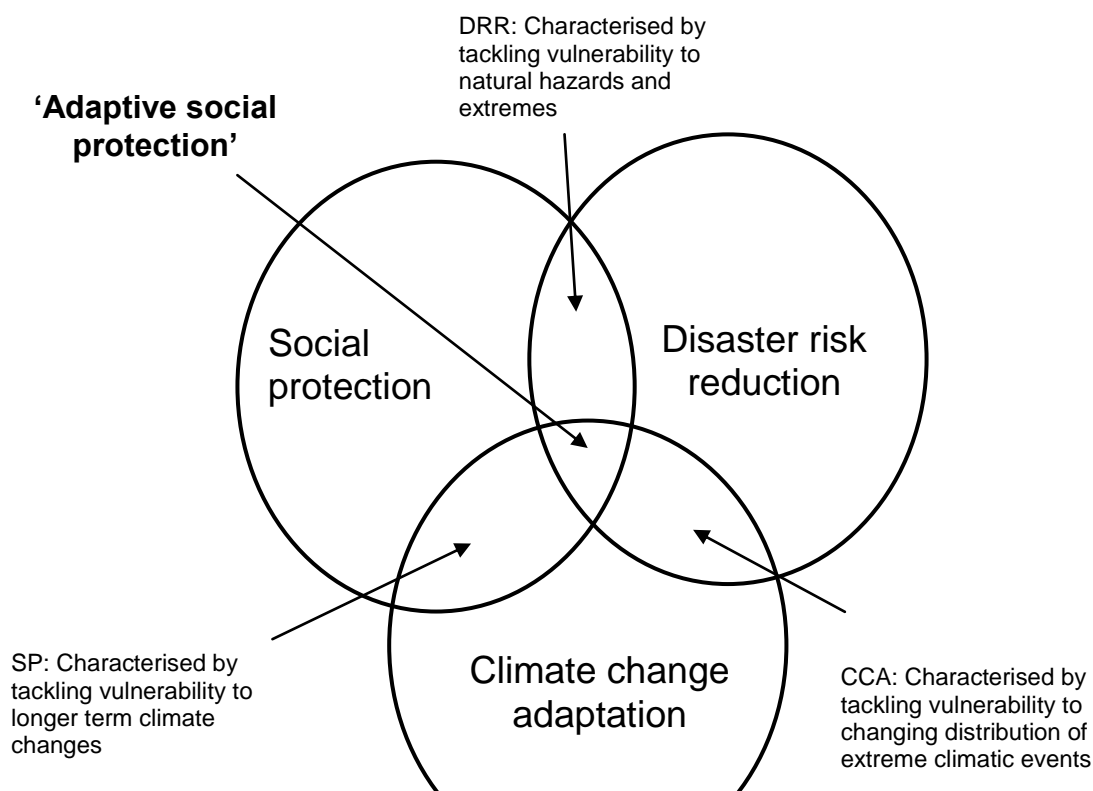 DRR: Characterised by
tackling vulnerability to
natural hazards and
extremes
‘Adaptive social
protection’
Social
protection
Disaster risk
reduction
SP: Characterised by
tackling vulnerability to
longer term climate
changes
Climate change
adaptation
CCA: Characterised by
tackling vulnerability to
changing distribution of
extreme climatic events